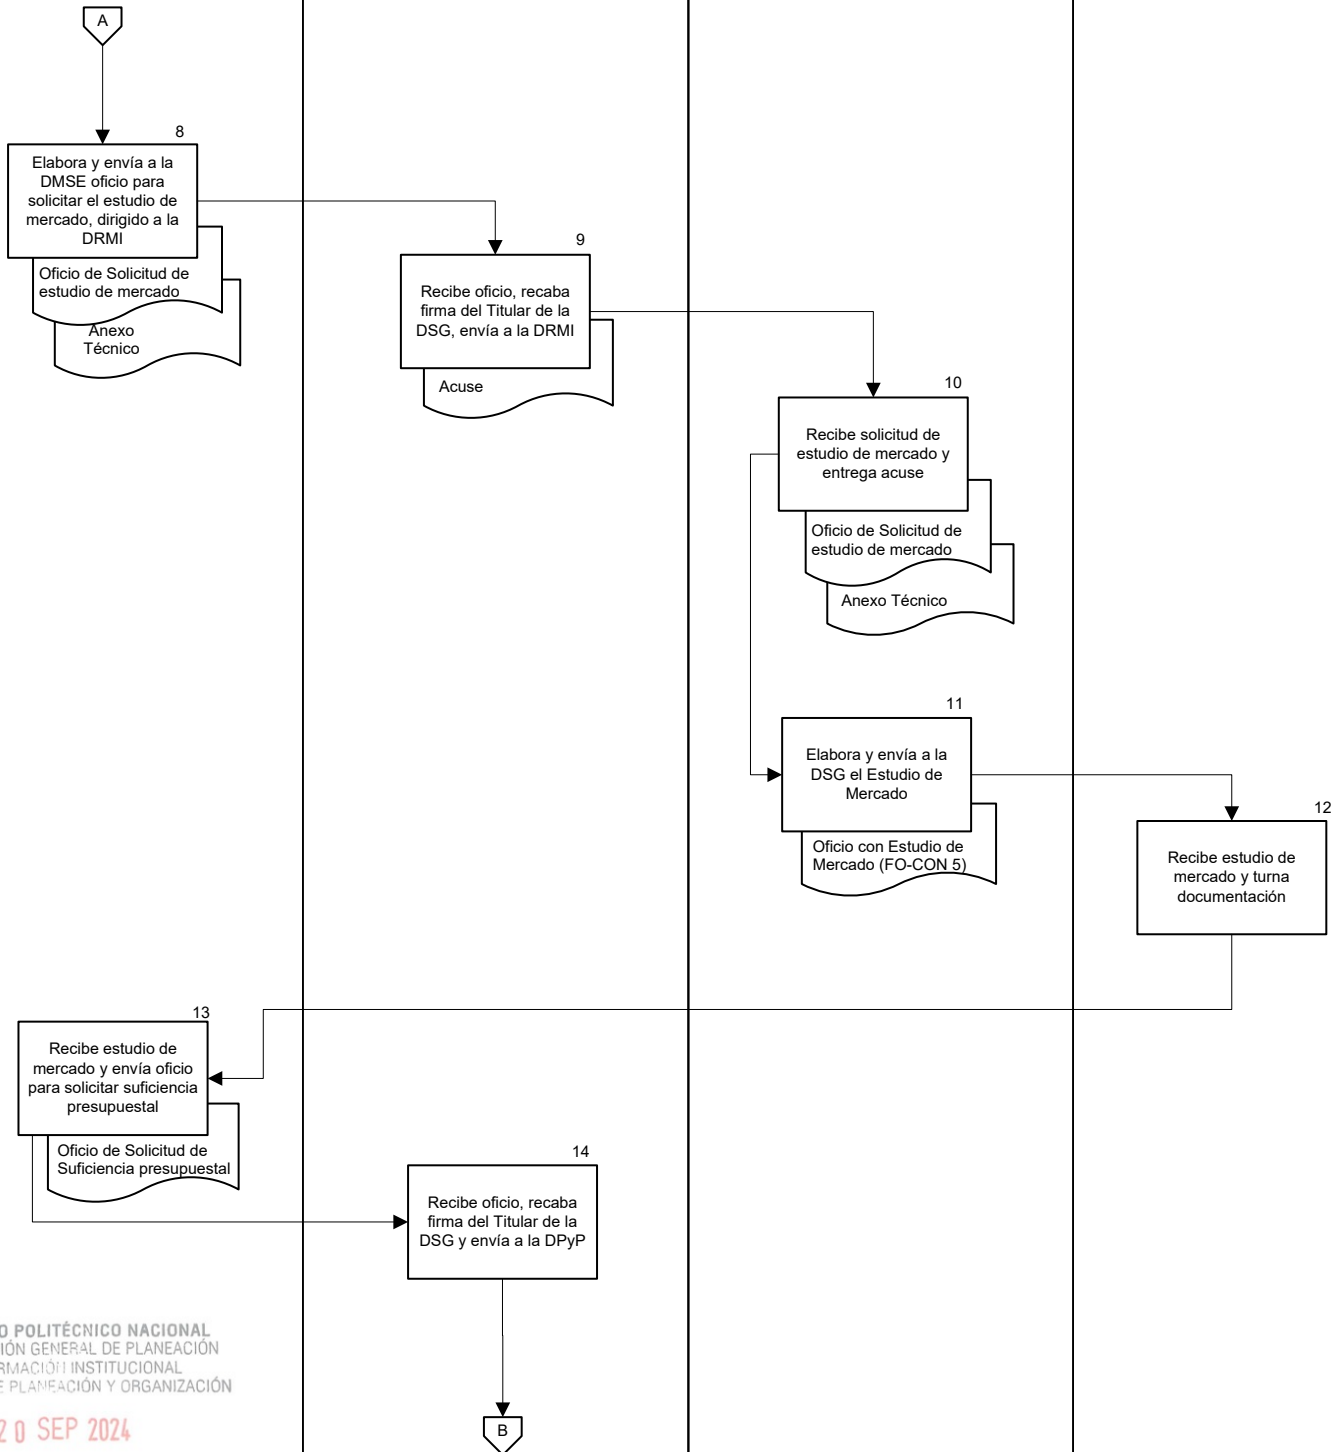 A
8
Elabora y envía a la
DMSE oficio para
solicitar el estudio de
mercado, dirigido a la
DRMI
Oficio de Solicitud de
estudio de mercado
Anexo
Técnico
9
Recibe oficio, recaba
firma del Titular de la
DSG, envía a la DRMI
Acuse
10
Recibe solicitud de
estudio de mercado y
entrega acuse
Oficio de Solicitud de
estudio de mercado
Anexo Técnico
11
Elabora y envía a la
DSG el Estudio de
Mercado
Oficio con Estudio de
Mercado (FO-CON 5)
12
Recibe estudio de
mercado y turna
documentación
13
Recibe estudio de
mercado y envía oficio
para solicitar suficiencia
presupuestal
Oficio de Solicitud de
Suficiencia presupuestal
14
Recibe oficio, recaba
firma del Titular de la
DSG y envía a la DPyP
B
O POLITÉCNICO NACIONAL
IÓN GENERAL DE PLANEACIÓN
RMACIÓN INSTITUCIONAL
E PLANEACIÓN Y ORGANIZACIÓN
20 SEP 2024